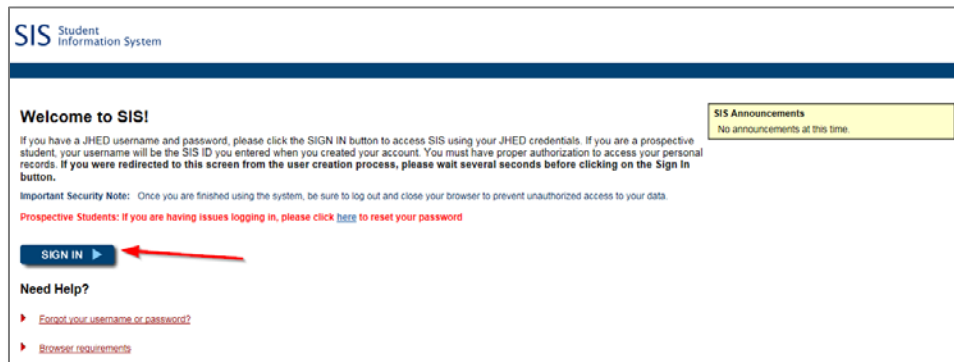 SIS Student
Information System
Welcome to SIS!
If you have a JHED username and password, please click the SIGN IN button to access SIS using your JHED credentials. If you are a prospective
student, your username will be the SIS ID you entered when you created your account. You must have proper authorization to access your personal
records. If you were redirected to this screen from the user creation process, please wait several seconds before clicking on the Sign In
button.
Important Security Note: Once you are finished using the system, be sure to log out and close your browser to prevent unauthorized access to your data.
Prospective Students: If you are having issues logging in, please click here to reset your password
SIGN IN
Need Help?
Forgot your username or password?
Browser requirements
SIS Announcements
No announcements at this time.